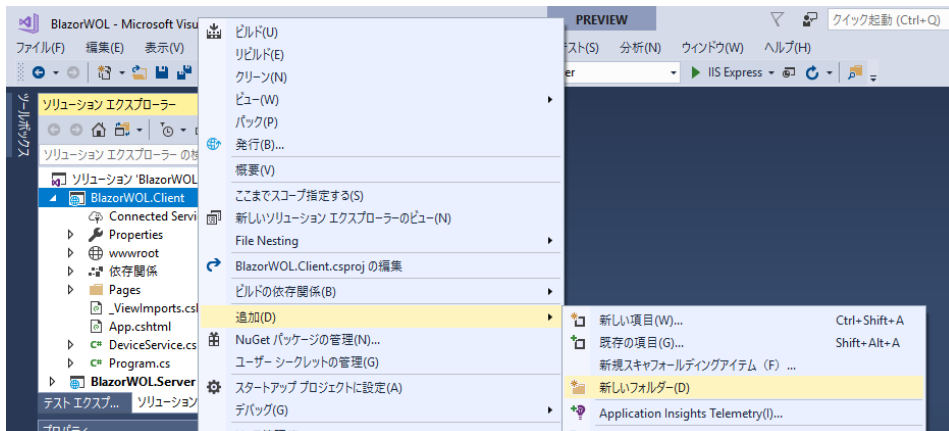 BlazorWOL - Microsoft Visu
PREVIEW
クイック起動 (Ctrl+Q)
ファイル(F) 編集(E) 表示(V)
テスト(S) 分析(N) ウィンドウ(W) ヘルプ(H)
er
IIS Express
ツールボックス
ソリューション エクスプローラー
ソリューション エクスプローラー の検
ソリューション 'BlazorWOL
BlazorWOL.Client
Connected Servi
Properties
wwwroot
依存関係
Pages
_ViewImports.csl
App.cshtml
C# DeviceService.cs
C# Program.cs
BlazorWOL.Server
テスト エクスプ... ソリューション
プロパティ
ビルド(U)
リビルド(E)
クリーン(N)
ビュー(W)
パック(P)
発行(B)...
概要(V)
ここまでスコープ指定する(S)
新しいソリューション エクスプローラーのビュー(N)
File Nesting
BlazorWOL.Client.csproj の編集
ビルドの依存関係(B)
追加(D)
NuGet パッケージの管理(N)...
ユーザー シークレットの管理(G)
スタートアップ プロジェクトに設定(A)
デバッグ(G)
新しい項目(W)... Ctrl+Shift+A
既存の項目(G)... Shift+Alt+A
新規スキャフォールディングアイテム（F）...
新しいフォルダー(D)
Application Insights Telemetry(I)...